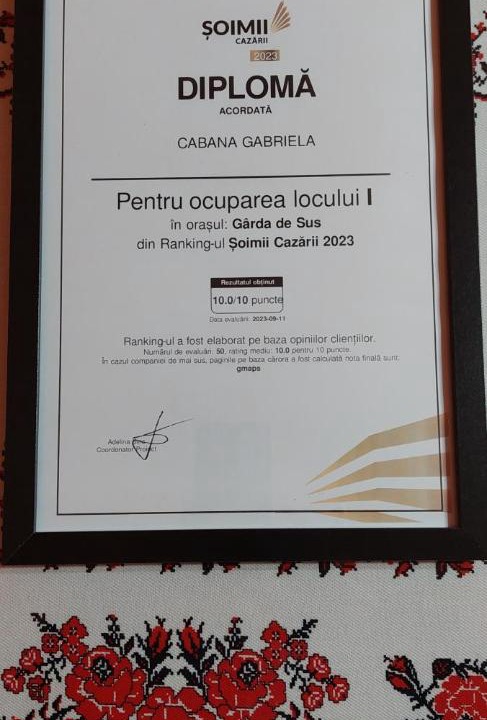 ȘOIMII
CAZĂRII
2023
DIPLOMĂ
ACORDATĂ
CABANA GABRIELA
Pentru ocuparea locului I
în orașul: Gârda de Sus
din Ranking-ul Șoimii Cazării 2023
Rezultatul obținut
10.0/10 puncte
Data evaluării: 2023-09-11
Ranking-ul a fost elaborat pe baza opiniilor clienților.
Numărul de evaluări: 50, rating mediu: 10.0 pentru 10 puncte.
În cazul companiei de mai sus, paginile pe baza cărora a fost calculată nota finală sunt:
gmaps
Adelina
Coordonator Proiect